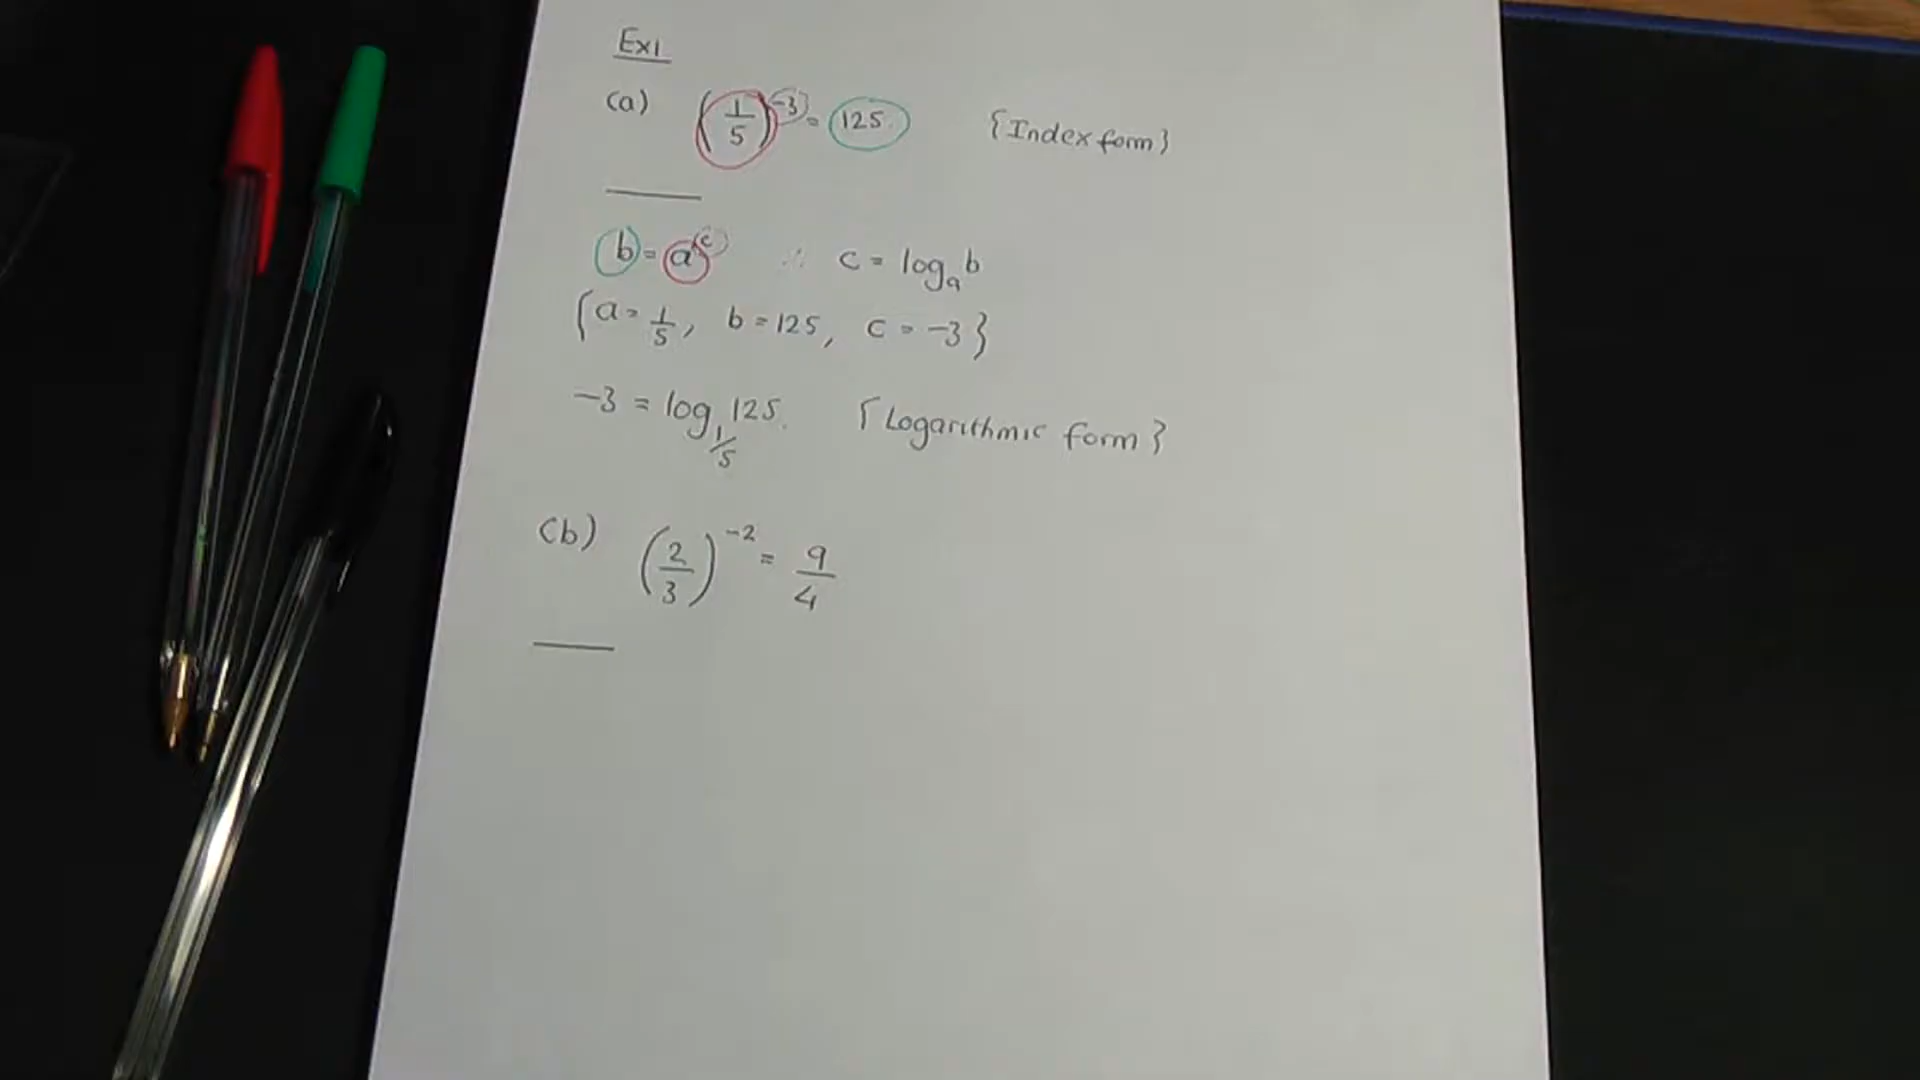 Ex1
(a) (1/5)^-3 = 125. {Index form}
b = a^c ∴ c = log_a b
{a = 1/5, b = 125, c = -3}
-3 = log_1/5 125. {Logarithmic form}
(b) (2/3)^-2 = 9/4